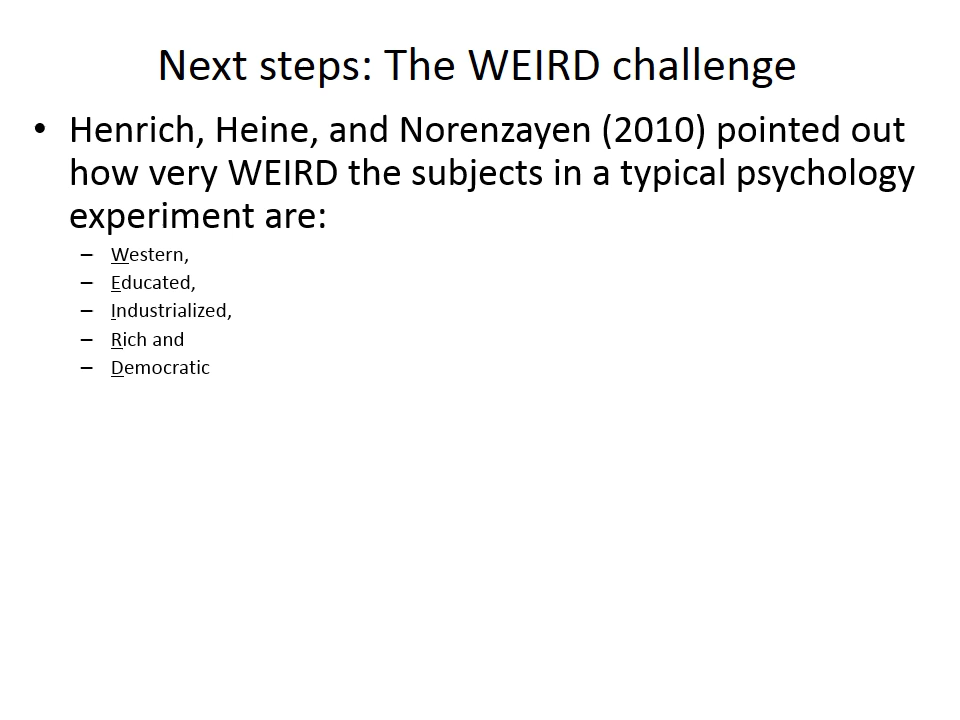 Next steps: The WEIRD challenge
• Henrich, Heine, and Norenzayen (2010) pointed out
how very WEIRD the subjects in a typical psychology
experiment are:
– Western,
– Educated,
– Industrialized,
– Rich and
– Democratic